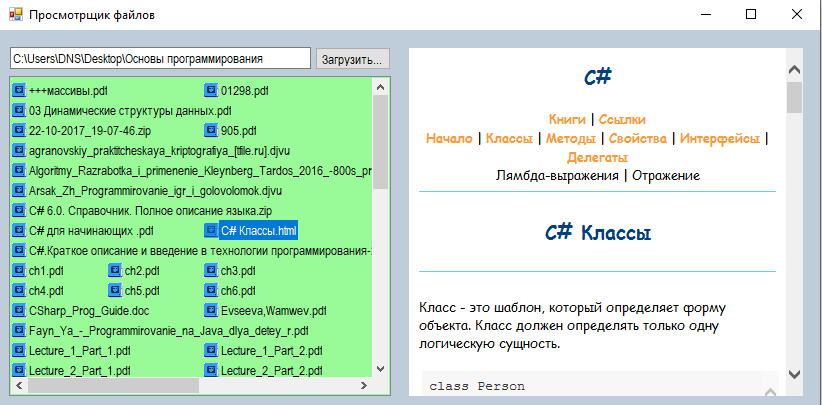 Просмотрщик файлов
C:\Users\DNS\Desktop\Основы программирования
Загрузить...
+++массивы.pdf 01298.pdf
03 Динамические структуры данных.pdf
22-10-2017_19-07-46.zip 905.pdf
agranovskiy_praktitcheskaya_kriptografiya_[tfile.ru].djvu
Algoritmy_Razrabotka_i_primenenie_Kleynberg_Tardos_2016_-800s_pr
Arsak_Zh_Programmirovanie_igr_i_golovolomok.djvu
C# 6.0. Справочник. Полное описание языка.zip
C# для начинающих .pdf C# Классы.html
C#.Краткое описание и введение в технологии программирования-
ch1.pdf ch2.pdf ch3.pdf
ch4.pdf ch5.pdf ch6.pdf
CSharp_Prog_Guide.doc Evseeva,Wamwev.pdf
Fayn_Ya_-_Programmirovanie_na_Java_dlya_detey_r.pdf
Lecture_1_Part_1.pdf Lecture_1_Part_2.pdf
Lecture_2_Part_1.pdf Lecture_2_Part_2.pdf
C#
Книги | Ссылки
Начало | Классы | Методы | Свойства | Интерфейсы |
Делегаты
Лямбда-выражения | Отражение
C# Классы
Класс - это шаблон, который определяет форму
объекта. Класс должен определять только одну
логическую сущность.
class Person